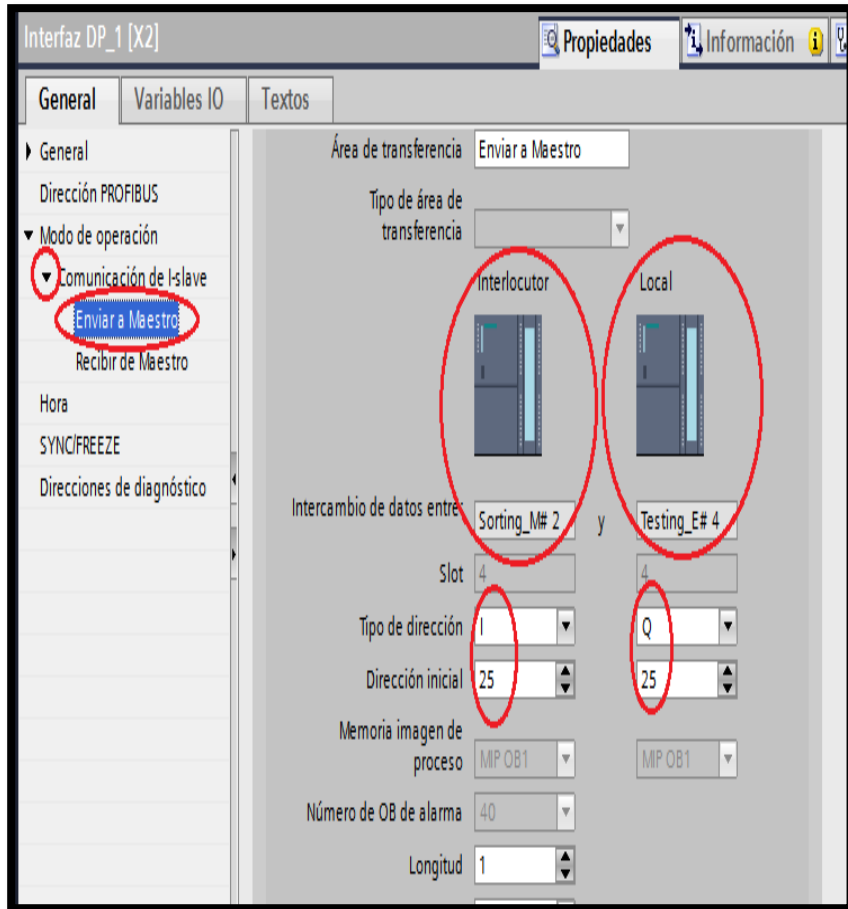 Interfaz DP_1 [X2]
Propiedades
Información
General
Variables IO
Textos
General
Dirección PROFIBUS
Modo de operación
Comunicación de I-slave
Enviar a Maestro
Recibir de Maestro
Hora
SYNC/FREEZE
Direcciones de diagnóstico
Área de transferencia Enviar a Maestro
Tipo de área de
transferencia
Interlocutor Local
Intercambio de datos entre: Sorting_M# 2 y Testing_E# 4
Slot 4 4
Tipo de dirección I Q
Dirección inicial 25 25
Memoria imagen de
proceso MIP OB1 MIP OB1
Número de OB de alarma 40
Longitud 1